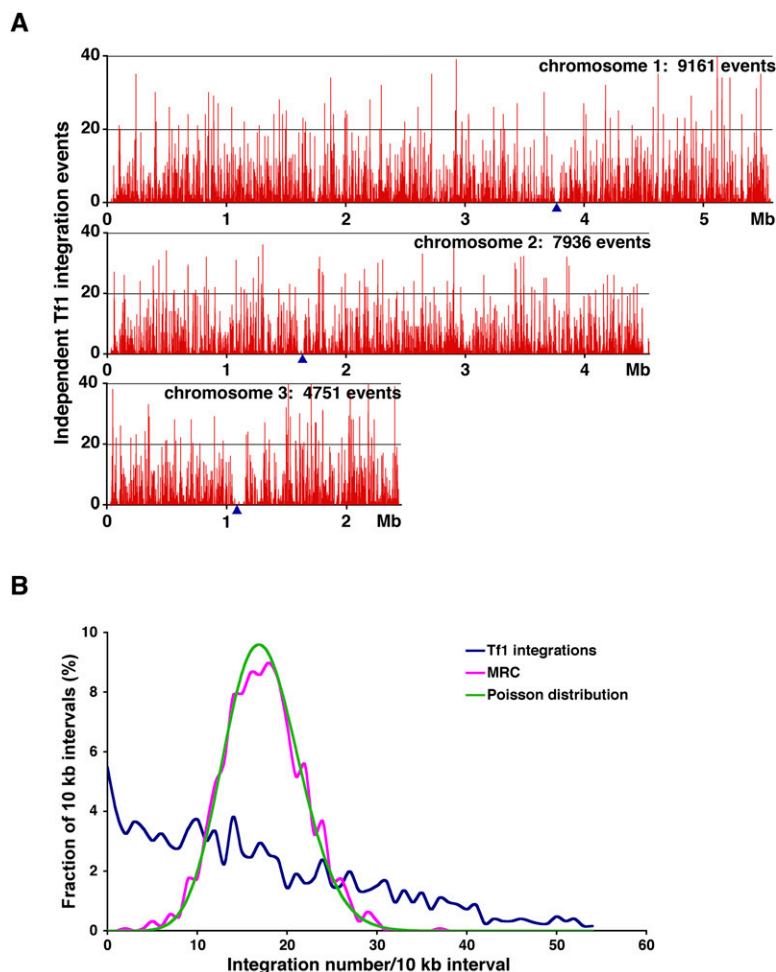 A
Independent Tf1 integration events
40
20
0
chromosome 1: 9161 events
0 1 2 3 4 5 Mb
40
20
0
chromosome 2: 7936 events
0 1 2 3 4 Mb
40
20
0
chromosome 3: 4751 events
0 1 2 Mb
B
Fraction of 10 kb intervals (%)
10
8
6
4
2
0
Tf1 integrations
MRC
Poisson distribution
0 10 20 30 40 50 60
Integration number/10 kb interval